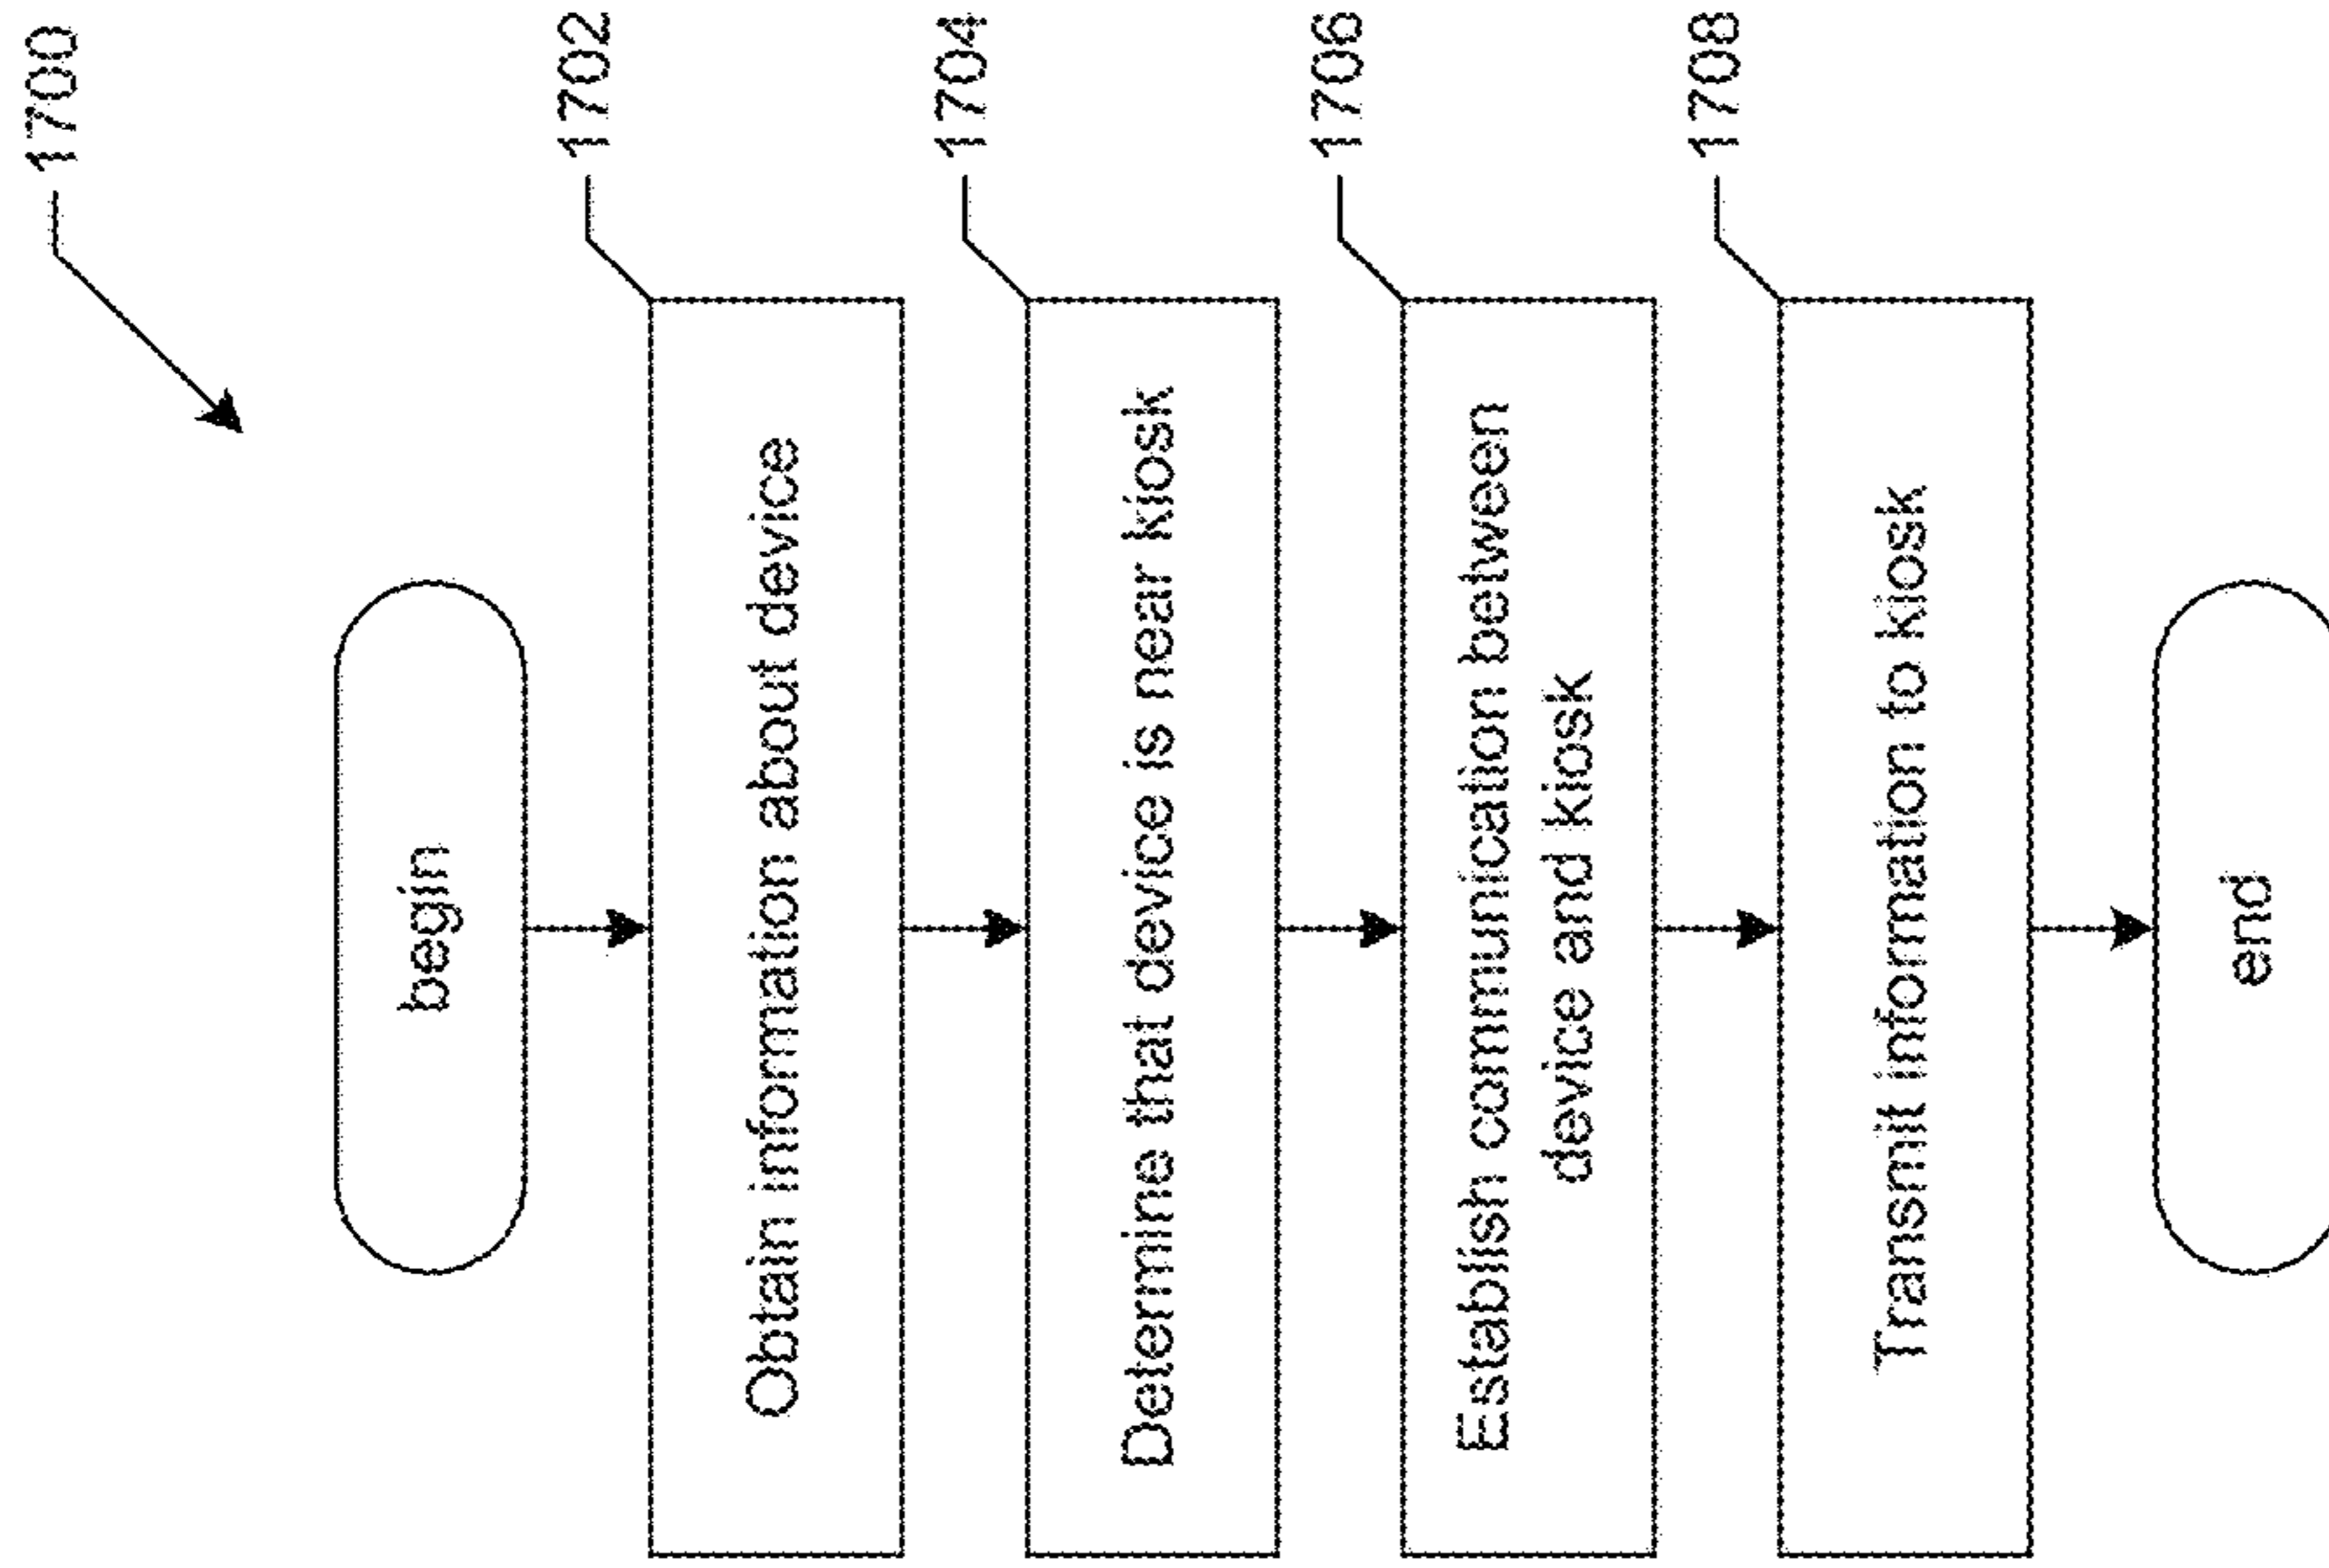 1700
begin
1702
Obtain information about device
1704
Determine that device is near kiosk
1706
Establish communication between
device and kiosk
1708
Transmit information to kiosk
end